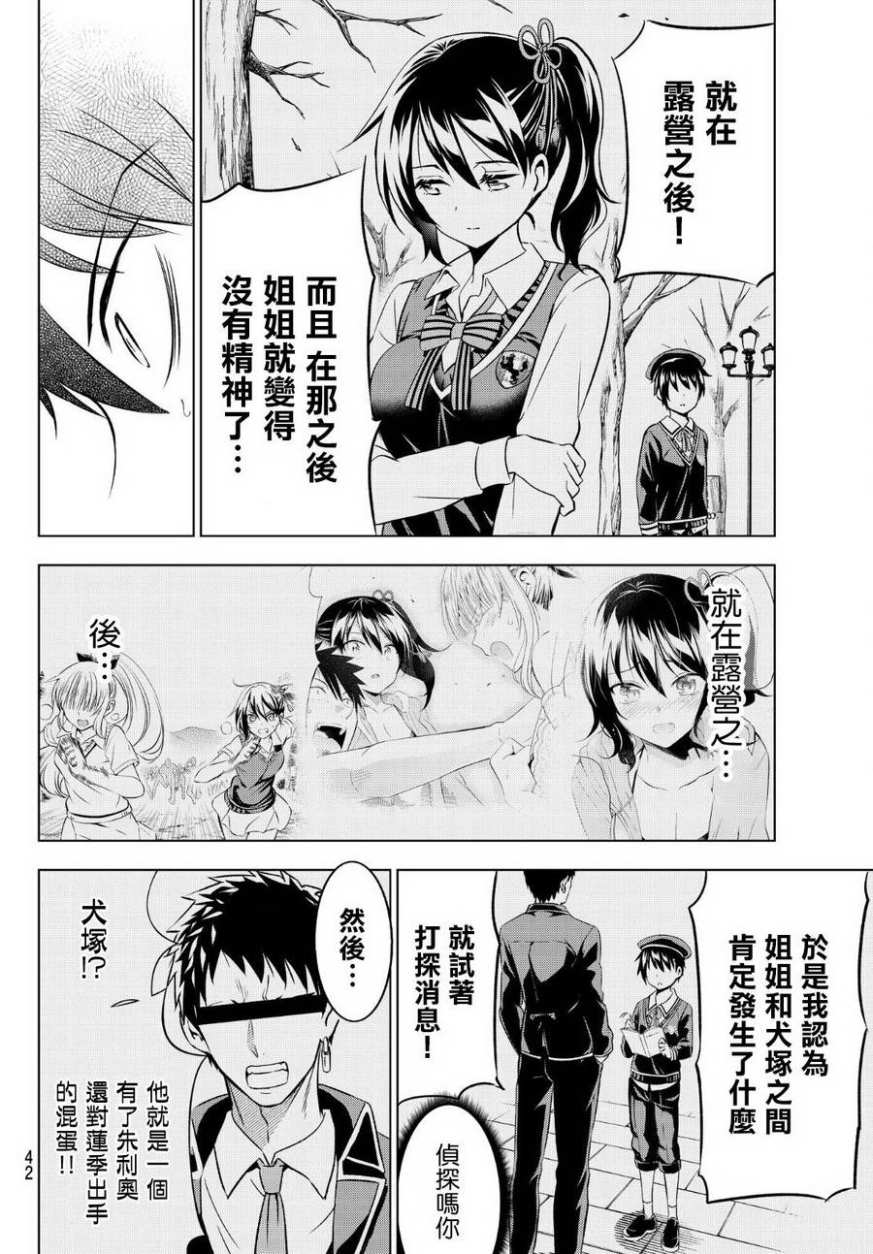 就在
露營之後！
而且 在那之後
姐姐就變得
沒有精神了…
就在露營之…
後…
於是我認為
姐姐和犬塚之間
肯定發生了什麼
就試著
打探消息！
偵探嗎你
然後…
犬塚!?
他就是一個
有了朱利奧
還對蓮季出手
的混蛋!!
42